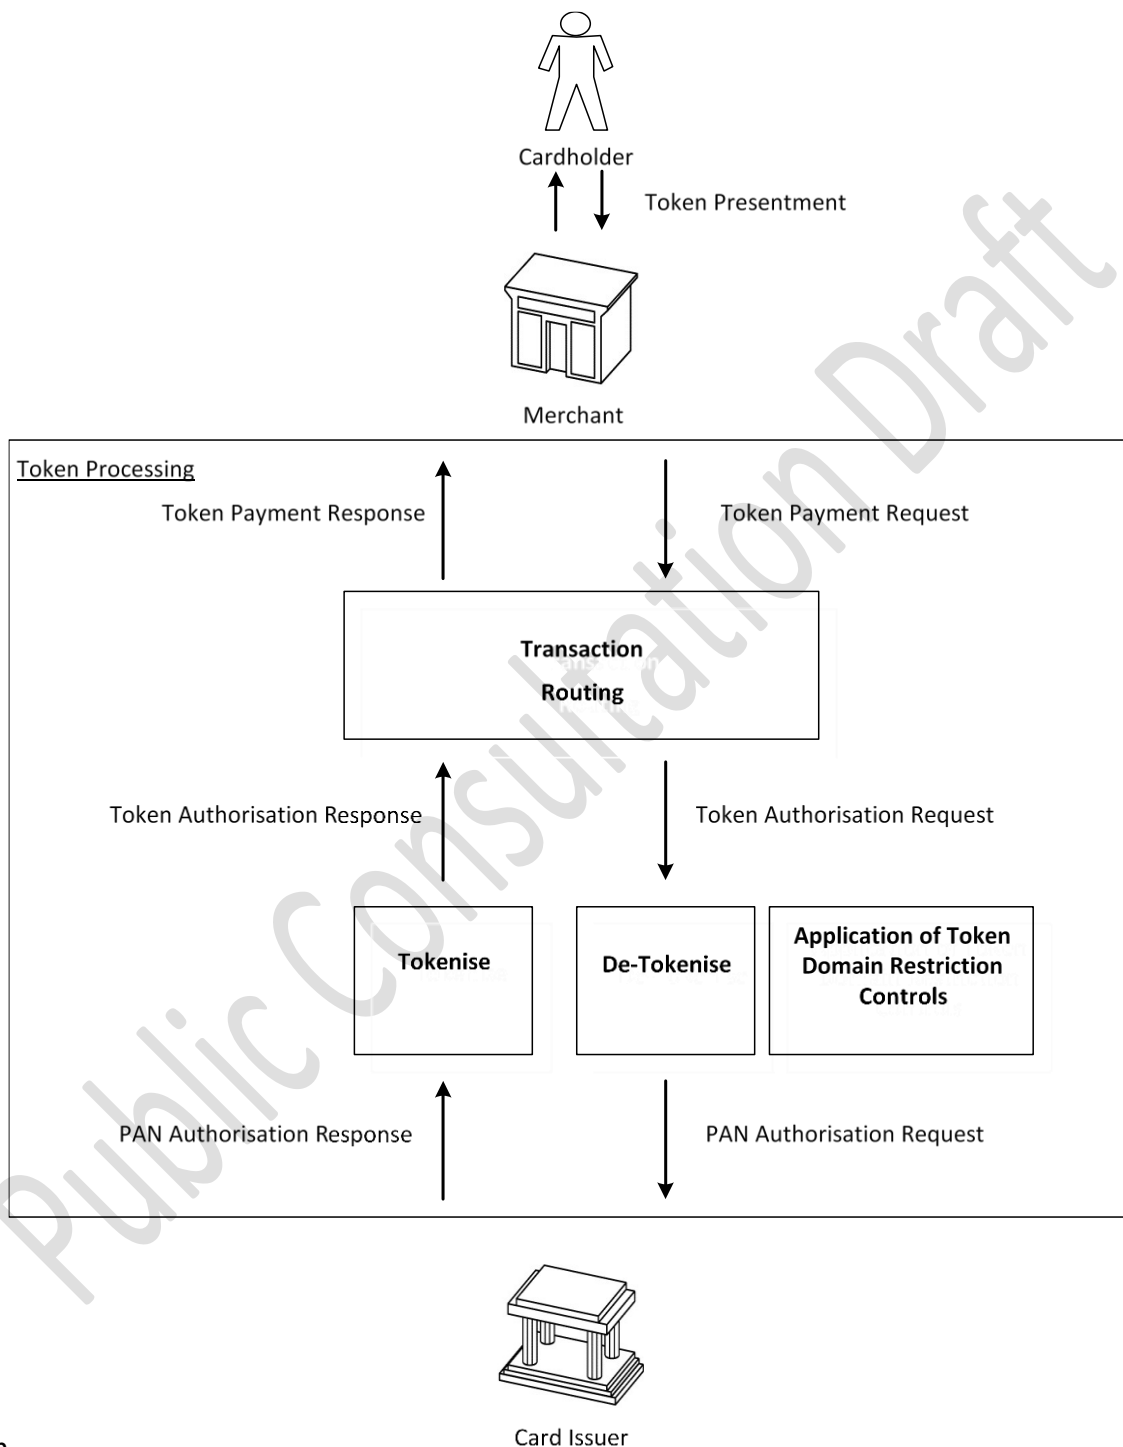 Cardholder
Token Presentment
Merchant
Token Processing
Token Payment Response
Token Payment Request
Transaction
Routing
Token Authorisation Response
Token Authorisation Request
Tokenise
De-Tokenise
Application of Token
Domain Restriction
Controls
PAN Authorisation Response
PAN Authorisation Request
Card Issuer
Public Consultation Draft